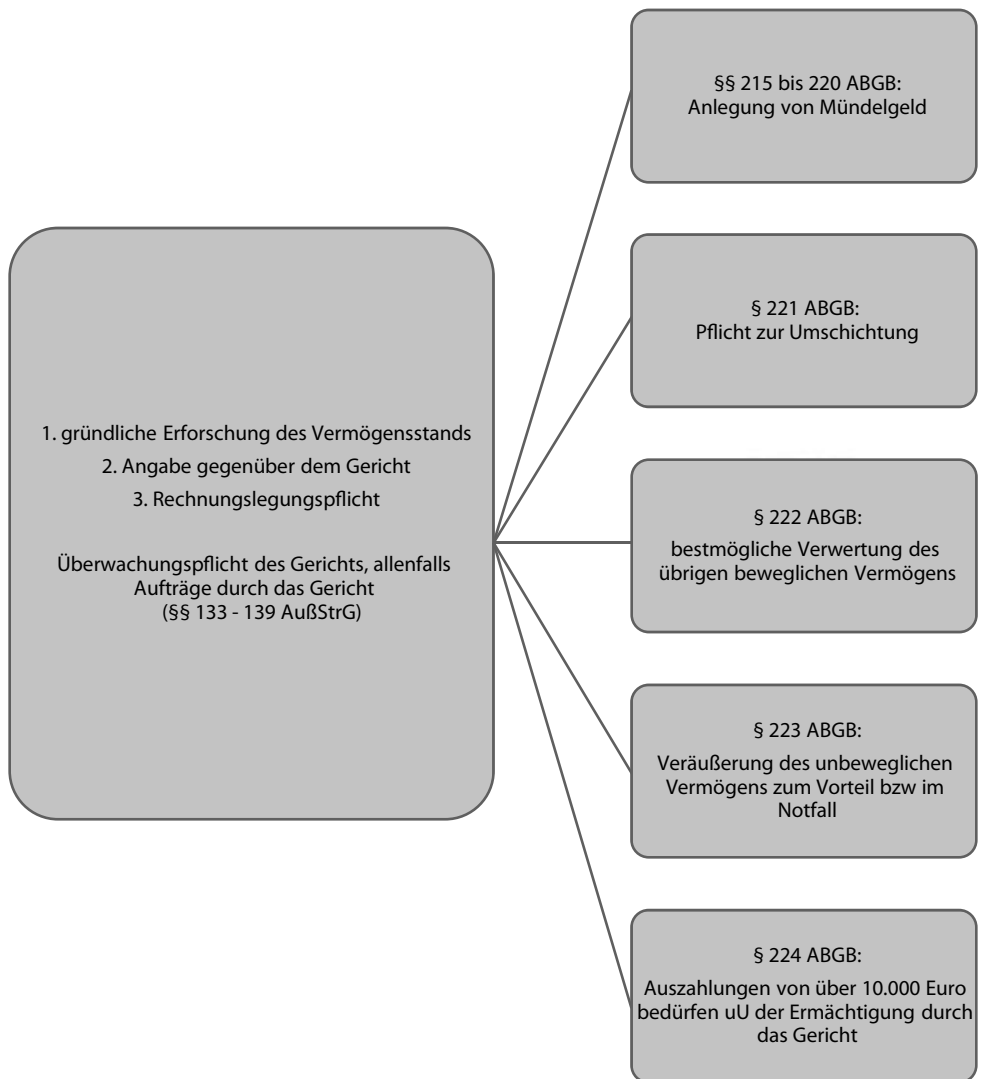 1. gründliche Erforschung des Vermögensstands
2. Angabe gegenüber dem Gericht
3. Rechnungslegungspflicht
Überwachungspflicht des Gerichts, allenfalls
Aufträge durch das Gericht
(§§ 133 - 139 AußStrG)
§§ 215 bis 220 ABGB:
Anlegung von Mündelgeld
§ 221 ABGB:
Pflicht zur Umschichtung
§ 222 ABGB:
bestmögliche Verwertung des
übrigen beweglichen Vermögens
§ 223 ABGB:
Veräußerung des unbeweglichen
Vermögens zum Vorteil bzw im
Notfall
§ 224 ABGB:
Auszahlungen von über 10.000 Euro
bedürfen uU der Ermächtigung durch
das Gericht